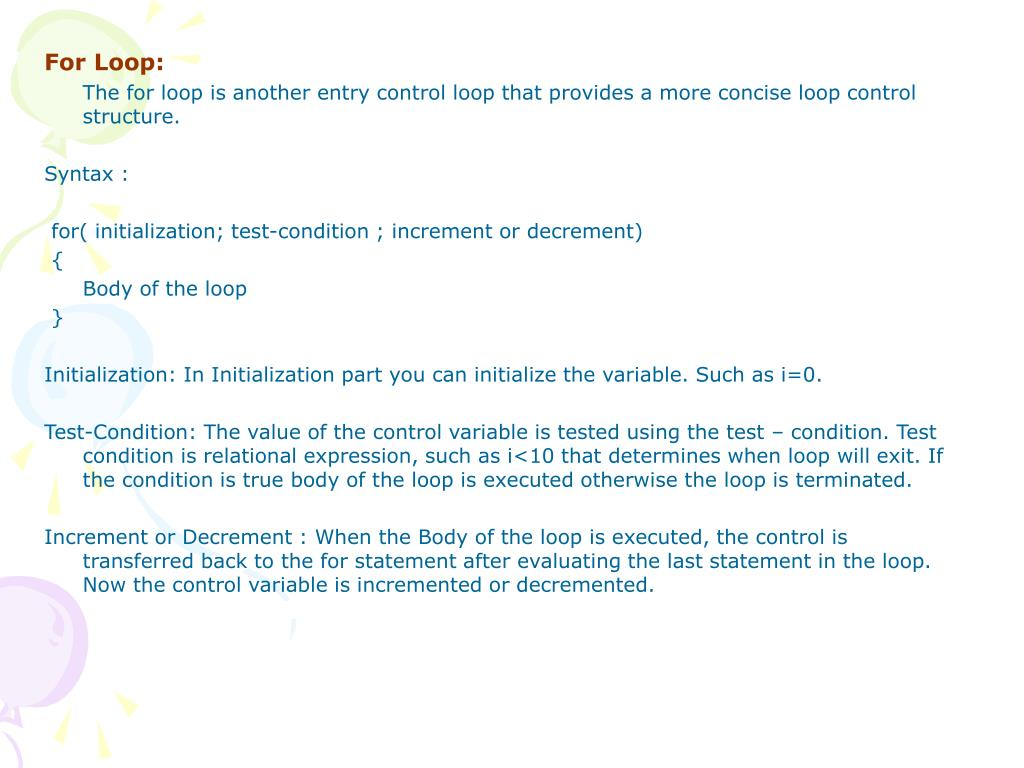 For Loop:
The for loop is another entry control loop that provides a more concise loop control
structure.
Syntax :
for( initialization; test-condition ; increment or decrement)
{
Body of the loop
}
Initialization: In Initialization part you can initialize the variable. Such as i=0.
Test-Condition: The value of the control variable is tested using the test – condition. Test
condition is relational expression, such as i<10 that determines when loop will exit. If
the condition is true body of the loop is executed otherwise the loop is terminated.
Increment or Decrement : When the Body of the loop is executed, the control is
transferred back to the for statement after evaluating the last statement in the loop.
Now the control variable is incremented or decremented.